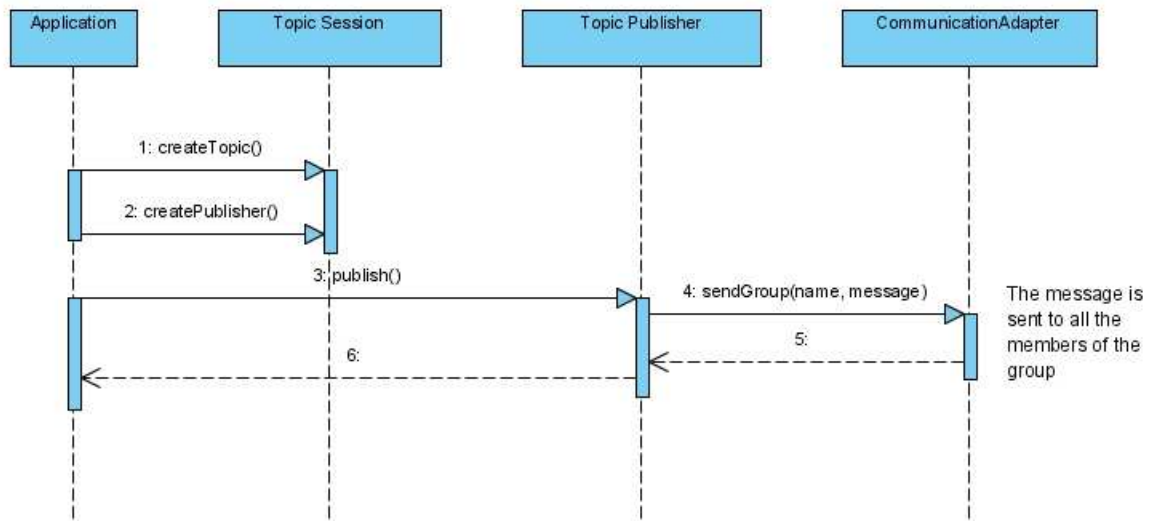 Application
Topic Session
Topic Publisher
CommunicationAdapter
1: createTopic()
2: createPublisher()
3: publish()
4: sendGroup(name, message)
The message is
sent to all the
members of the
group
5:
6: